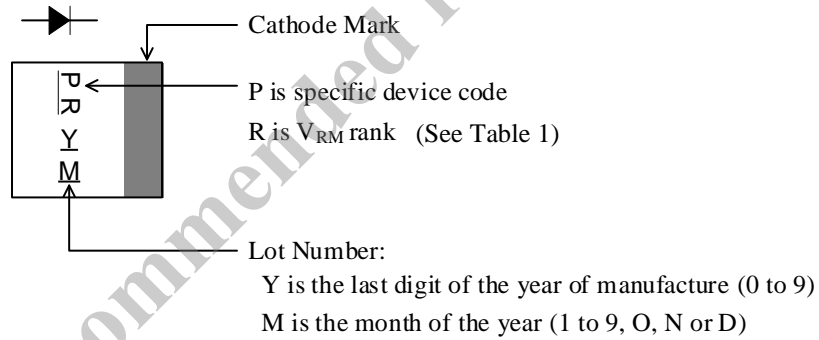 Cathode Mark
P is specific device code
R is VRM rank (See Table 1)
P R
Y
M
Lot Number:
Y is the last digit of the year of manufacture (0 to 9)
M is the month of the year (1 to 9, O, N or D)
ommended